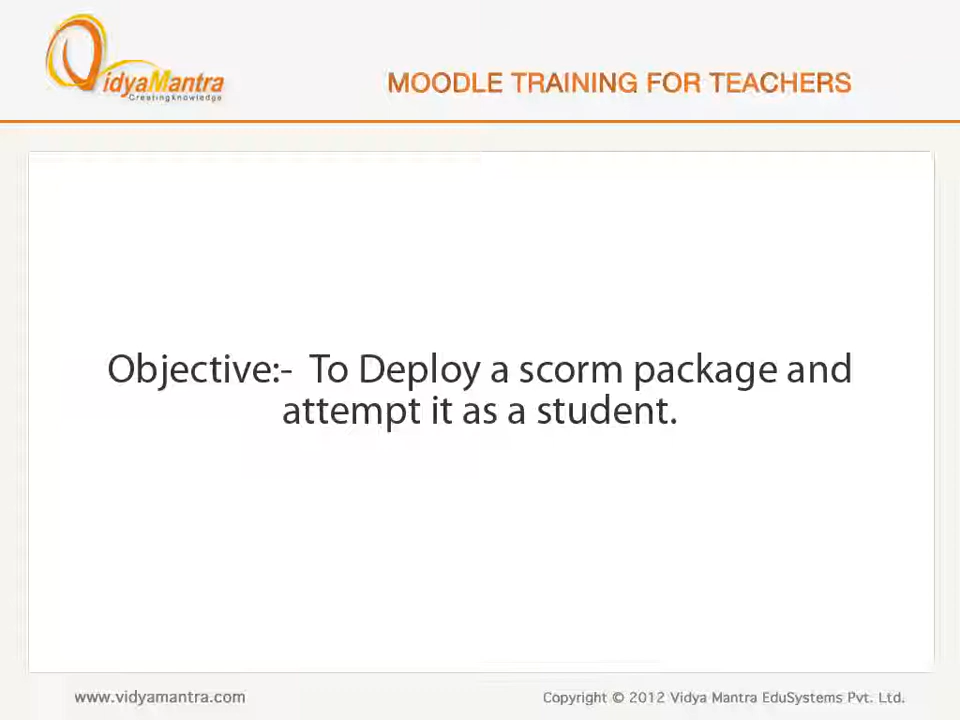 VidyaMantra
Creating Knowledge
MOODLE TRAINING FOR TEACHERS
Objective:- To Deploy a scorm package and
attempt it as a student.
www.vidyamantra.com
Copyright © 2012 Vidya Mantra EduSystems Pvt. Ltd.